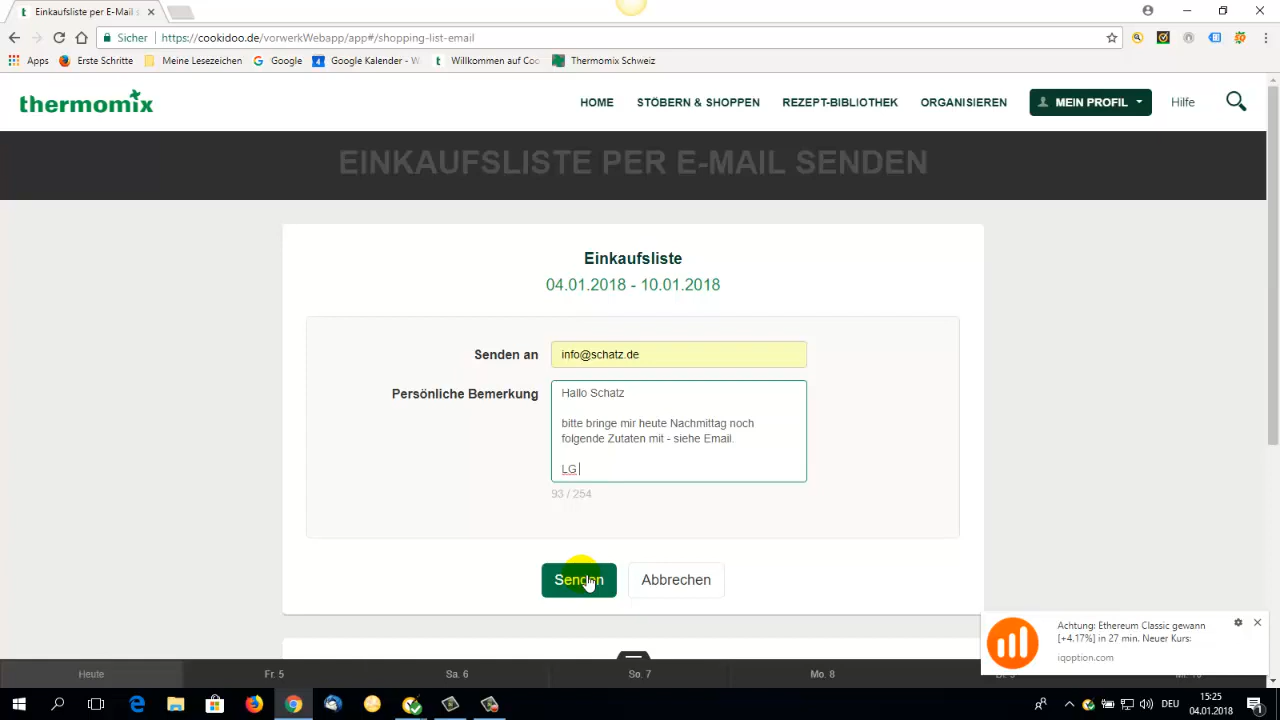 Einkaufsliste per E-Mail s
Sicher
https://cookidoo.de/vorwerkWebapp/app#/shopping-list-email
Apps Erste Schritte Meine Lesezeichen Google Google Kalender - W Willkommen auf Coo Thermomix Schweiz
thermomix
HOME STÖBERN & SHOPPEN REZEPT-BIBLIOTHEK ORGANISIEREN MEIN PROFIL Hilfe
EINKAUFSLISTE PER E-MAIL SENDEN
Einkaufsliste
04.01.2018 - 10.01.2018
Senden an info@schatz.de
Persönliche Bemerkung
Hallo Schatz
bitte bringe mir heute Nachmittag noch
folgende Zutaten mit - siehe Email.
LG
93 / 254
Senden Abbrechen
Achtung: Ethereum Classic gewann
[+4.17%] in 27 min. Neuer Kurs:
iqoption.com
Heute Fr. 5 Sa. 6 So. 7 Mo. 8
DEU
15:25
04.01.2018